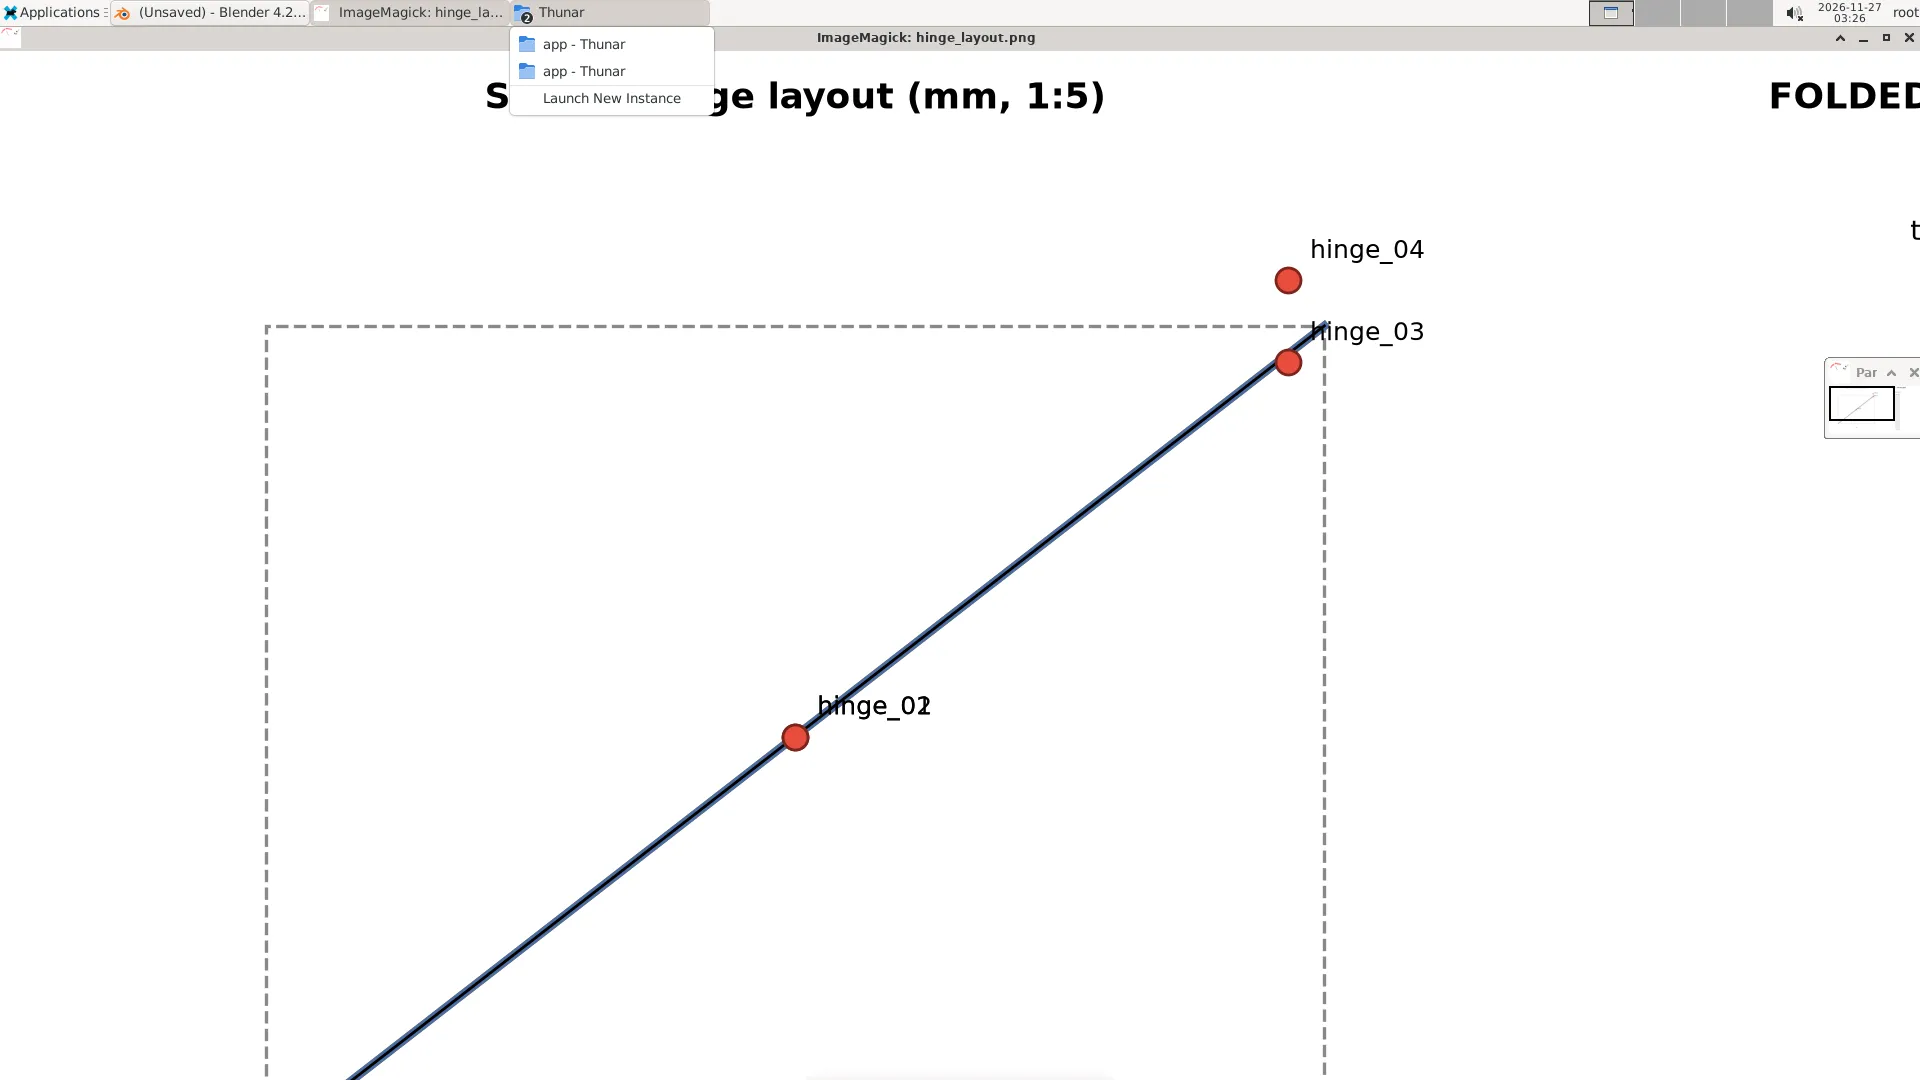 Applications
(Unsaved) - Blender 4.2...
ImageMagick: hinge_la...
2
Thunar
2026-11-27
03:26
root
ImageMagick: hinge_layout.png
app - Thunar
app - Thunar
Launch New Instance
ge layout (mm, 1:5)
FOLDED
hinge_04
hinge_03
Par